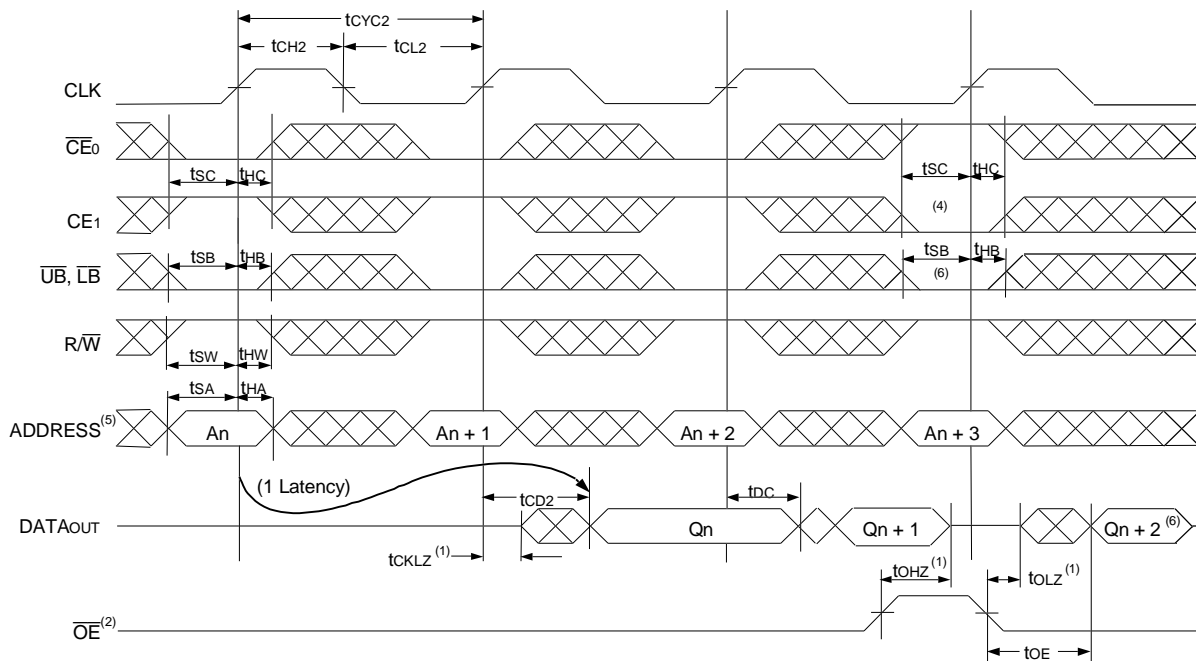 tCYC2
tCH2 tCL2
CLK
CE0
tSC tHC tSC tHC
CE1 (4)
tSB tHB tSB tHB
UB, LB (6)
R/W
tSW tHW
tSA tHA
ADDRESS(5) An An + 1 An + 2 An + 3
(1 Latency) tCD2 tDC
DATAOUT Qn Qn + 1 Qn + 2(6)
tCKLZ(1) tOHZ(1) tOLZ(1)
OE(2)
tOE